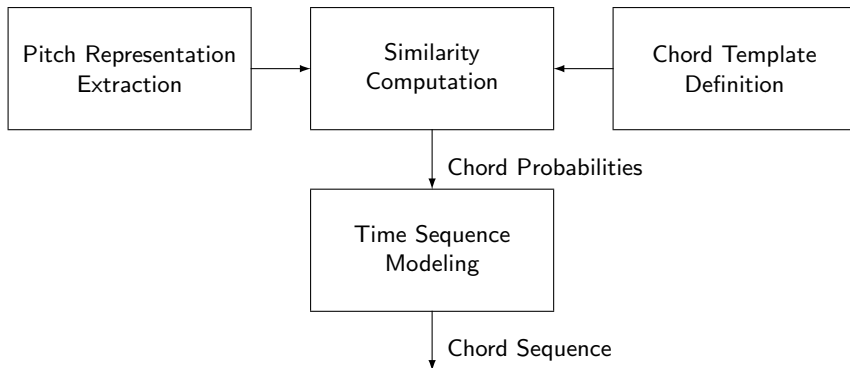 Pitch Representation
Extraction
Similarity
Computation
Chord Template
Definition
Chord Probabilities
Time Sequence
Modeling
Chord Sequence